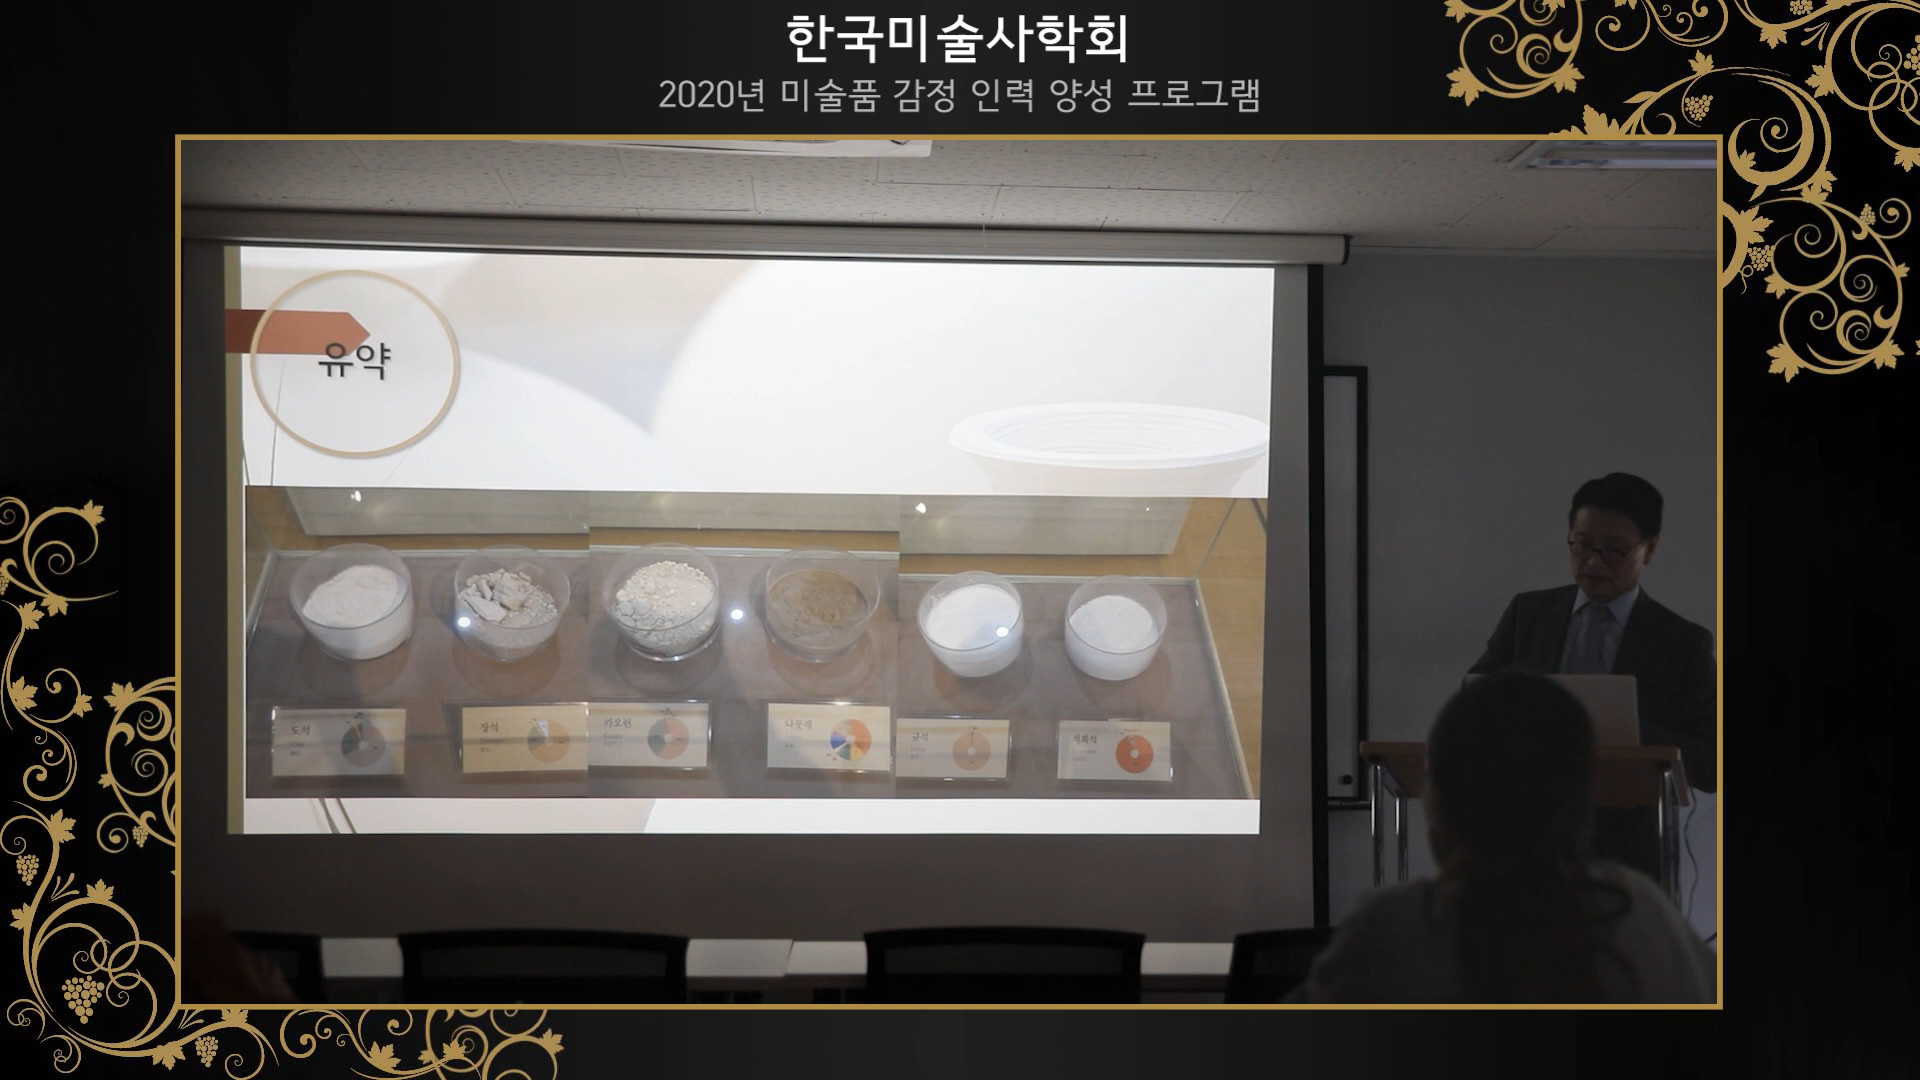 한국미술사학회
2020년 미술품 감정 인력 양성 프로그램
유약
도석
장석
카오린
나뭇재
규석
석회석